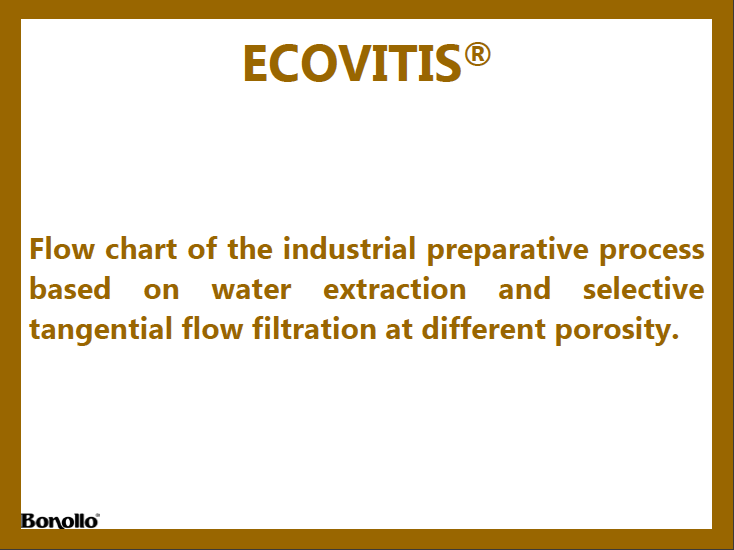 ECOVITIS®
Flow chart of the industrial preparative process
based on water extraction and selective
tangential flow filtration at different porosity.
Bonollo®